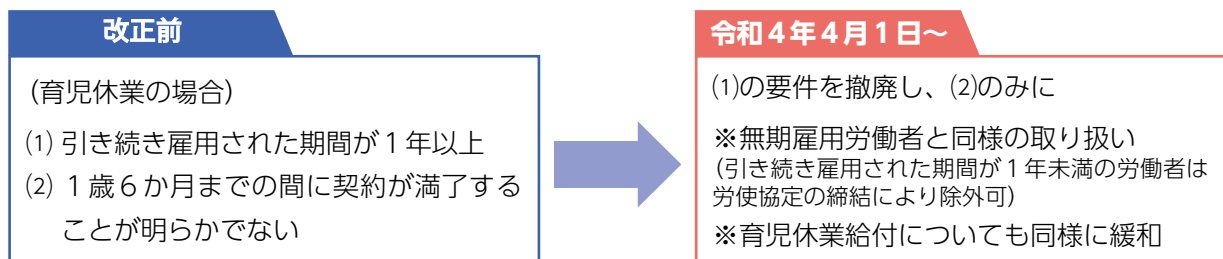 改正前
(育児休業の場合)
⑴ 引き続き雇用された期間が１年以上
⑵ １歳６か月までの間に契約が満了する
ことが明らかでない
令和４年４月１日～
⑴の要件を撤廃し、⑵のみに
※無期雇用労働者と同様の取り扱い
(引き続き雇用された期間が１年未満の労働者は
労使協定の締結により除外可)
※育児休業給付についても同様に緩和